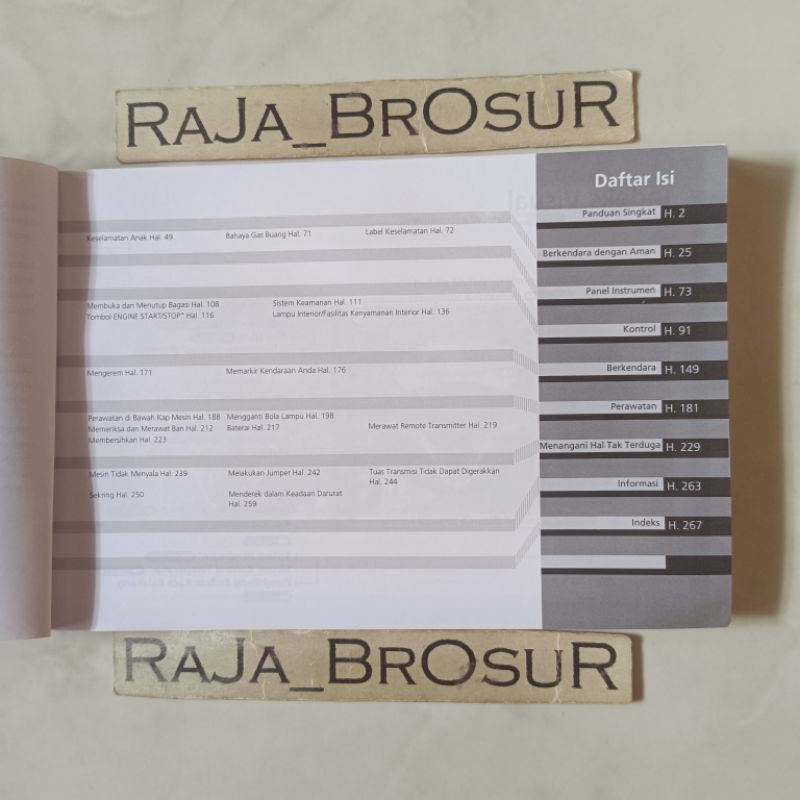 RAJA_BROSUR
Daftar Isi
Panduan Singkat H. 2
Keselamatan Anak Hal. 49 Bahaya Gas Buang Hal. 71 Label Keselamatan Hal. 72
Berkendara dengan Aman H. 25
Panel Instrumen H. 73
Membuka dan Menutup Bagasi Hal. 108 Sistem Keamanan Hal. 111
Tombol ENGINE START/STOP* Hal. 116 Lampu Interior/Fasilitas Kenyamanan Interior Hal. 136
Kontrol H. 91
Mengerem Hal. 171 Memarkir Kendaraan Anda Hal. 176
Berkendara H. 149
Perawatan H. 181
Perawatan di Bawah Kap Mesin Hal. 188 Mengganti Bola Lampu Hal. 198
Memeriksa dan Merawat Ban Hal. 212 Baterai Hal. 217 Merawat Remote Transmitter Hal. 219
Membersihkan Hal. 223
Menangani Hal Tak Terduga H. 229
Mesin Tidak Menyala Hal. 239 Melakukan Jumper Hal. 242 Tuas Transmisi Tidak Dapat Digerakkan
Hal. 244
Sekring Hal. 250 Menderek dalam Keadaan Darurat
Hal. 259
Informasi H. 263
Indeks H. 267
RAJA_BROSUR